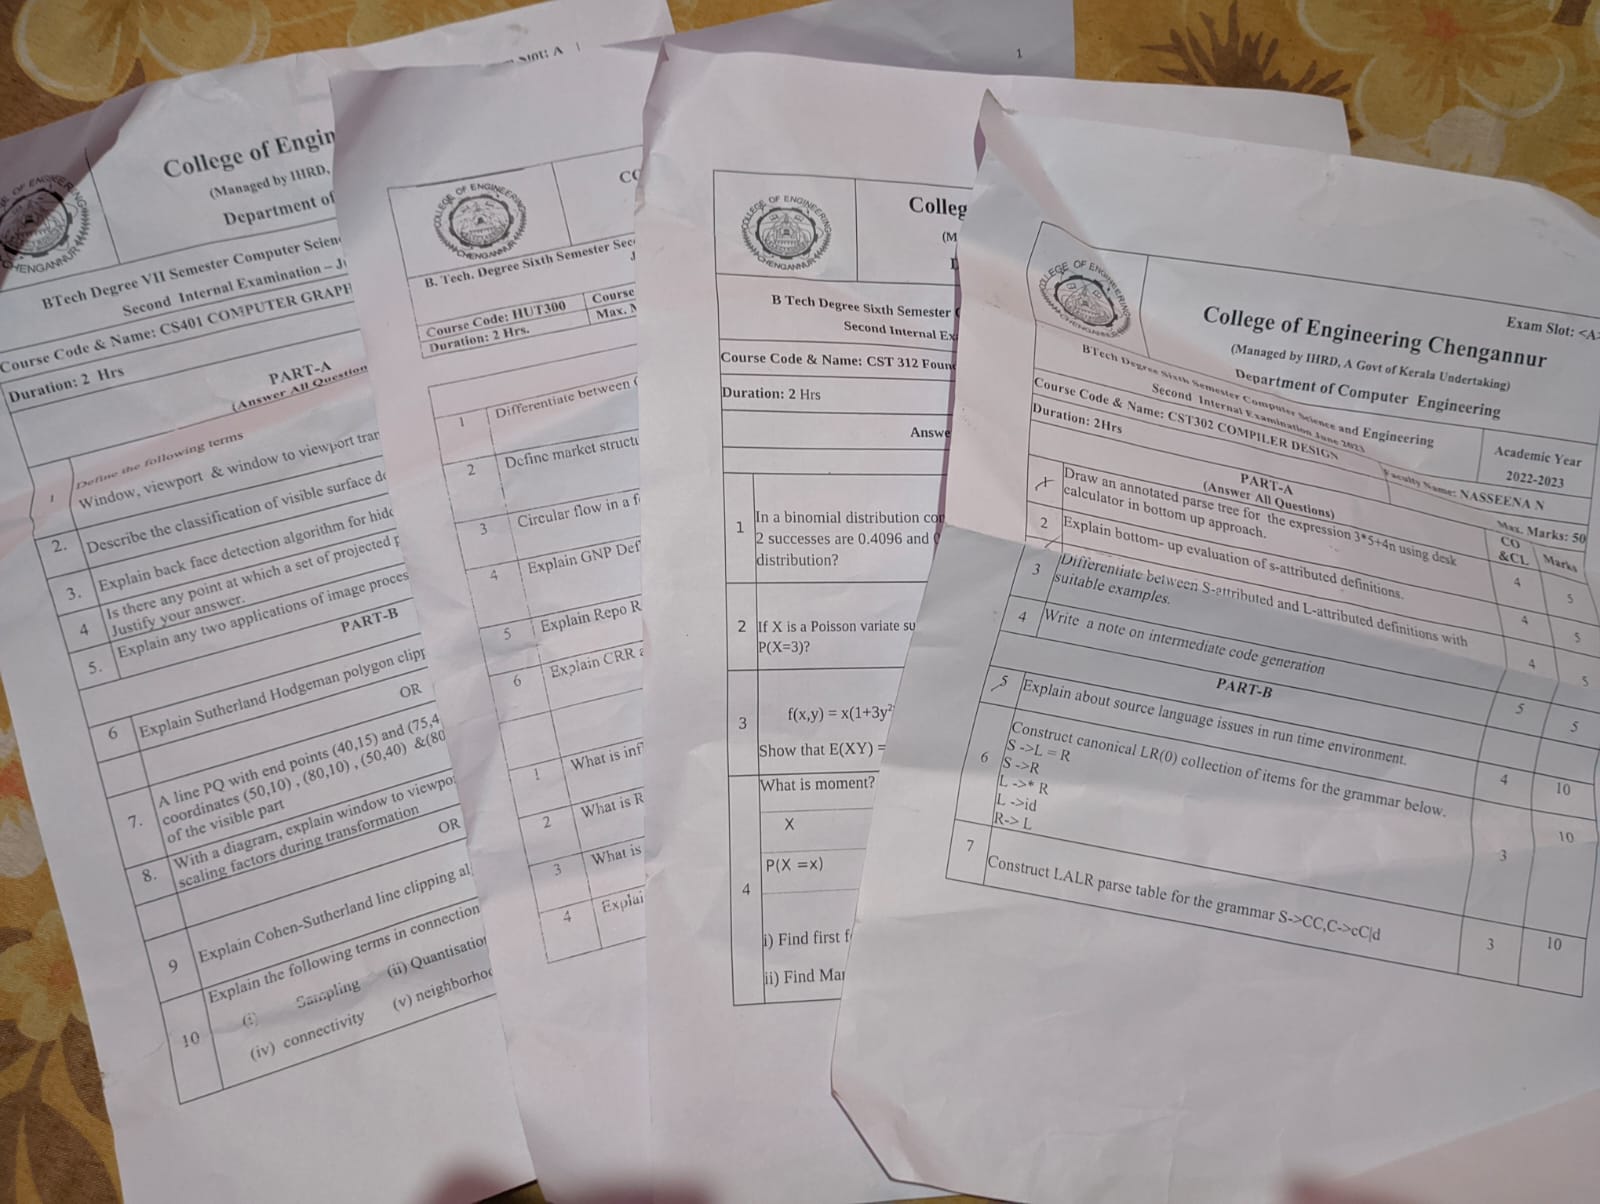 Slot: A
College of Engin
(Managed by IHRD,
Department of
BTech Degree VII Semester Computer Scien
Second Internal Examination – J
Course Code & Name: CS401 COMPUTER GRAPH
Duration: 2 Hrs
PART-A
(Answer All Question
1 Define the following terms
Window, viewport & window to viewport tran
2. Describe the classification of visible surface de
3. Explain back face detection algorithm for hidd
4 Is there any point at which a set of projected p
Justify your answer.
5. Explain any two applications of image proces
PART-B
6 Explain Sutherland Hodgeman polygon clipp
OR
7. A line PQ with end points (40,15) and (75,4
coordinates (50,10) , (80,10) , (50,40) &(80
of the visible part
8. With a diagram, explain window to viewpo
scaling factors during transformation
OR
9 Explain Cohen-Sutherland line clipping al
10 Explain the following terms in connection
(i) Sampling (ii) Quantisation
(iv) connectivity (v) neighborhoo
COLLEGE OF ENGINEERING
CHENGANNUR
CO
B. Tech. Degree Sixth Semester Sec
J
Course Code: HUT300 Course
Duration: 2 Hrs. Max. M
1 Differentiate between
2 Define market structu
3 Circular flow in a f
4 Explain GNP Def
5 Explain Repo R
6 Explain CRR a
1 What is inf
2 What is R
3 What is
4 Explai
1
COLLEGE OF ENGINEERING
CHENGANNUR
Colleg
(M
D
B Tech Degree Sixth Semester C
Second Internal Ex
Course Code & Name: CST 312 Foun
Duration: 2 Hrs
Answe
1 In a binomial distribution con
2 successes are 0.4096 and 0
distribution?
2 If X is a Poisson variate su
P(X=3)?
3 f(x,y) = x(1+3y²
Show that E(XY) =
4 What is moment?
X
P(X =x)
i) Find first f
ii) Find Mar
COLLEGE OF ENGINEERING
CHENGANNUR
Exam Slot: <A>
College of Engineering Chengannur
(Managed by IHRD, A Govt of Kerala Undertaking)
Department of Computer Engineering
BTech Degree Sixth Semester Computer Science and Engineering
Second Internal Examination June 2023
Academic Year
2022-2023
Course Code & Name: CST302 COMPILER DESIGN
Faculty Name: NASSEENA N
Duration: 2Hrs
Max. Marks: 50
PART-A
(Answer All Questions)
CO &CL Marks
Draw an annotated parse tree for the expression 3*5+4n using desk
calculator in bottom up approach. 4 5
2 Explain bottom- up evaluation of s-attributed definitions. 4 5
3 Differentiate between S-attributed and L-attributed definitions with
suitable examples. 4 5
4 Write a note on intermediate code generation 5 5
PART-B
5 Explain about source language issues in run time environment. 4 10
6 Construct canonical LR(0) collection of items for the grammar below. 3 10
S ->L = R
S ->R
L ->* R
L ->id
R-> L
7 Construct LALR parse table for the grammar S->CC,C->cC|d 3 10